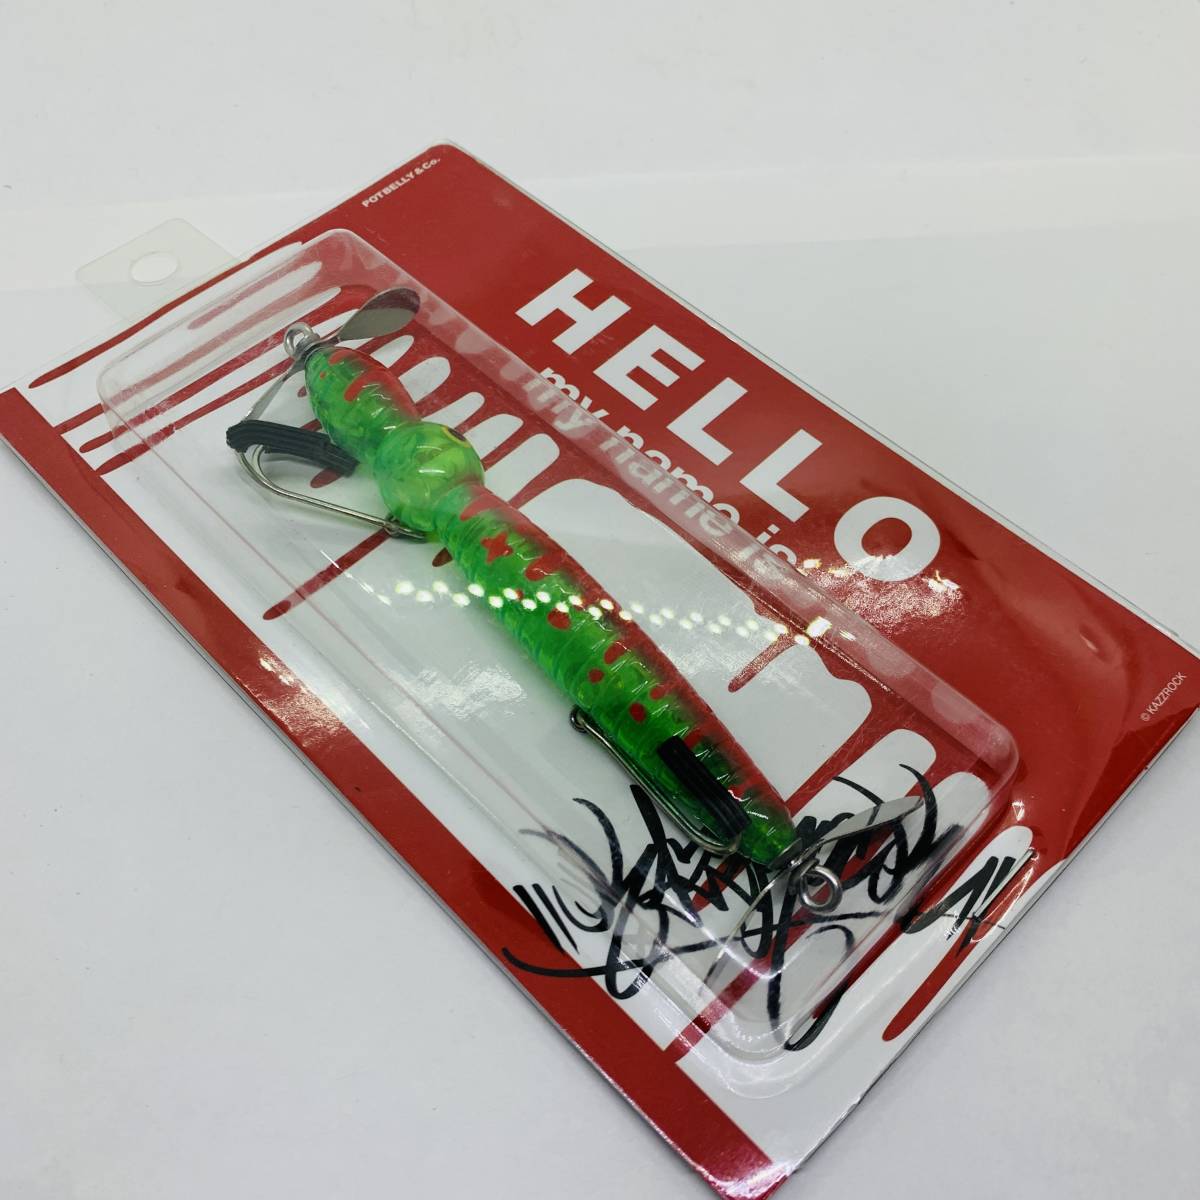 POTBELLY & Co.
HELLO
my name is
© KAZZROCK